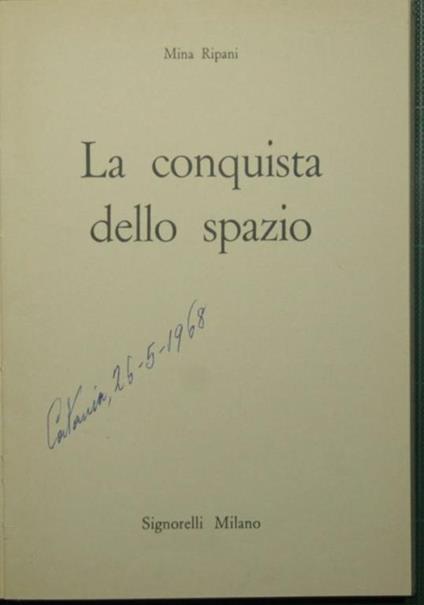 Mina Ripani
La conquista
dello spazio
Catania, 26-5-1968
Signorelli Milano